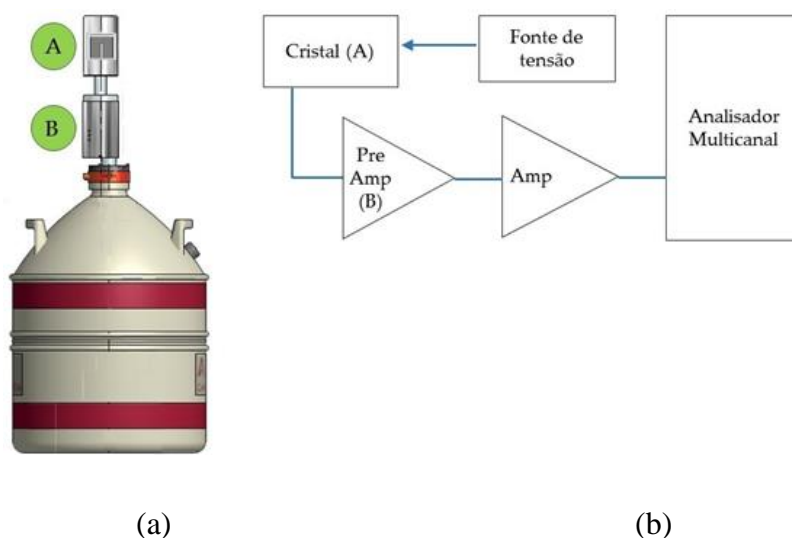 A
B
Cristal (A)
Fonte de
tensão
Pre
Amp
(B)
Amp
Analisador
Multicanal
(a)
(b)